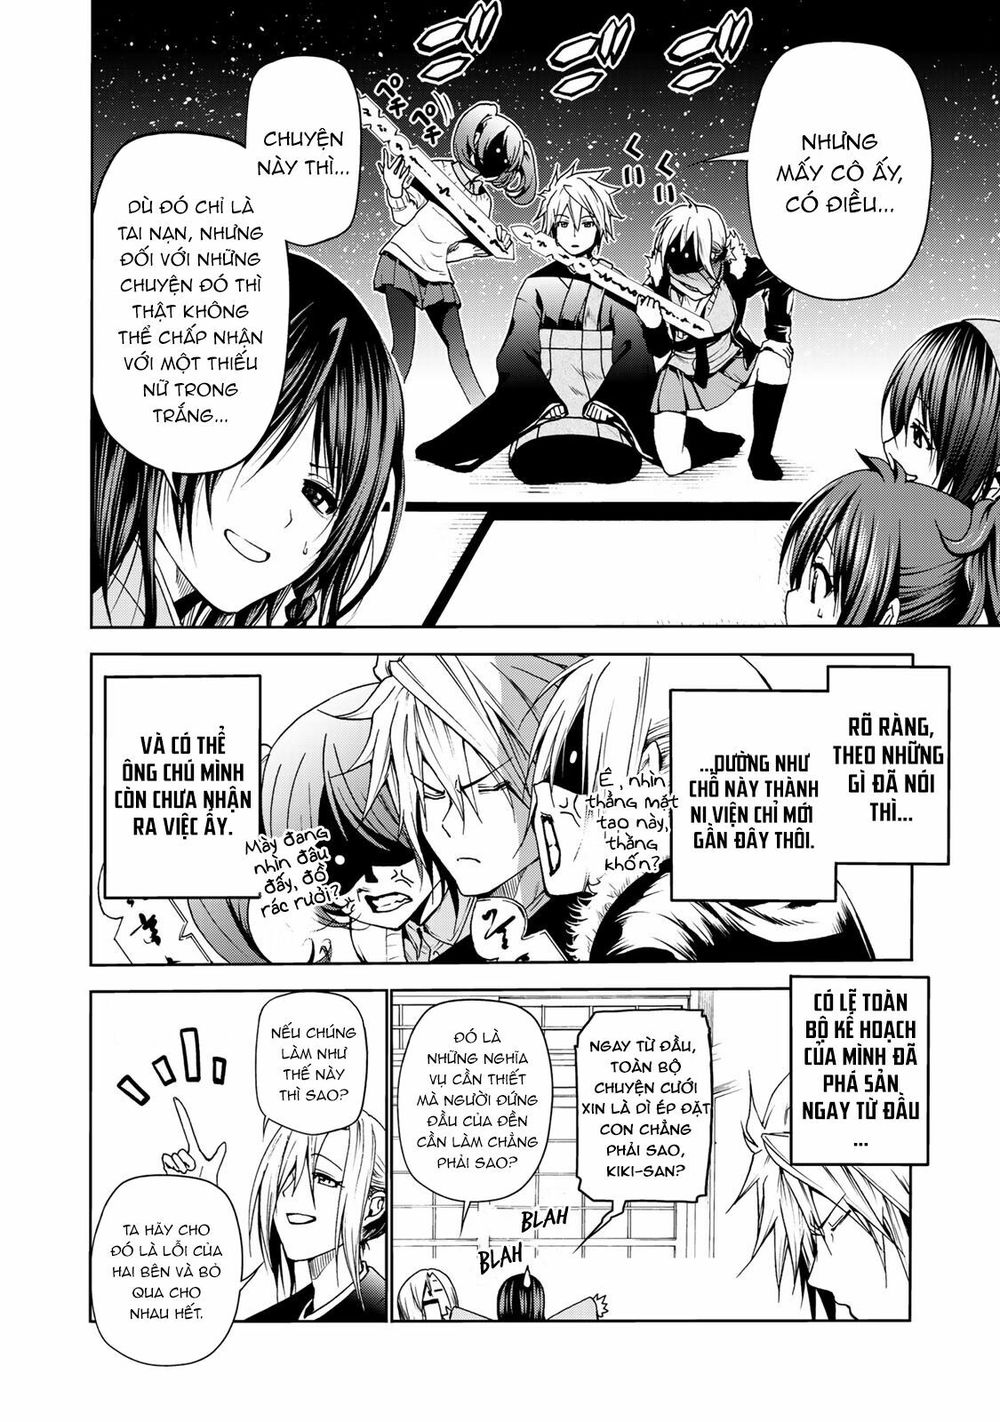 NHƯNG
MẤY CÔ ẤY,
CÓ ĐIỀU...
くい
くい
ペチ
ペチ
CHUYỆN
NÀY THÌ...
DÙ ĐÓ CHỈ LÀ
TAI NẠN, NHƯNG
ĐỐI VỚI NHỮNG
CHUYỆN ĐÓ THÌ
THẬT KHÔNG
THỂ CHẤP NHẬN
VỚI MỘT THIẾU
NỮ TRONG
TRẮNG...
RÕ RÀNG,
THEO NHỮNG
GÌ ĐÃ NÓI
THÌ...
...DƯỜNG NHƯ
CHỖ NÀY THÀNH
NI VIỆN CHỈ MỚI
GẦN ĐÂY THÔI.
Ê, nhìn
thẳng mặt
tao này,
thằng
khốn?
Mày đang
nhìn đâu
đấy, đồ
rác rưởi?
VÀ CÓ THỂ
ÔNG CHÚ MÌNH
CÒN CHƯA NHẬN
RA VIỆC ẤY.
CÓ LẼ TOÀN
BỘ KẾ HOẠCH
CỦA MÌNH ĐÃ
PHÁ SẢN
NGAY TỪ ĐẦU
...
NGAY TỪ ĐẦU,
TOÀN BỘ
CHUYỆN CƯỚI
XIN LÀ DÌ ÉP ĐẶT
CON CHẲNG
PHẢI SAO,
KIKI-SAN?
ĐÓ LÀ
NHỮNG NGHĨA
VỤ CẦN THIẾT
MÀ NGƯỜI ĐỨNG
ĐẦU CỦA ĐỀN
CẦN LÀM CHẲNG
PHẢI SAO?
BLAH
BLAH
NẾU CHÚNG
LÀM NHƯ
THẾ NÀY
THÌ SAO?
TA HÃY CHO
ĐÓ LÀ LỖI CỦA
HAI BÊN VÀ BỎ
QUA CHO
NHAU HẾT.